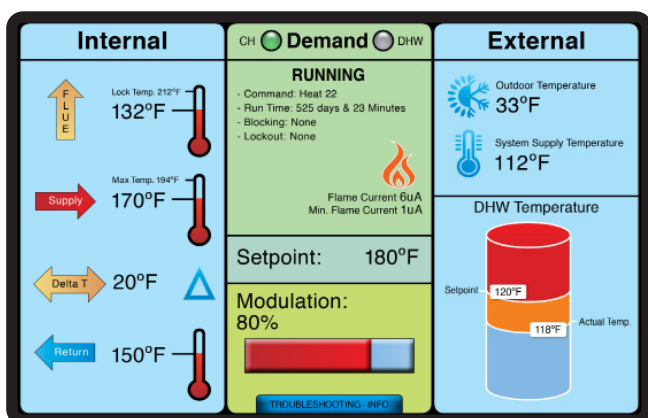 Internal
FLUE
Lock Temp. 212°F
132°F
Supply
Max Temp. 194°F
170°F
Delta T
20°F
Return
150°F
CH Demand DHW
RUNNING
- Command: Heat 22
- Run Time: 525 days & 23 Minutes
- Blocking: None
- Lockout: None
Flame Current 6uA
Min. Flame Current 1uA
Setpoint: 180°F
Modulation:
80%
TROUBLESHOOTING - INFO
External
Outdoor Temperature
33°F
System Supply Temperature
112°F
DHW Temperature
Setpoint 120°F
118°F Actual Temp.